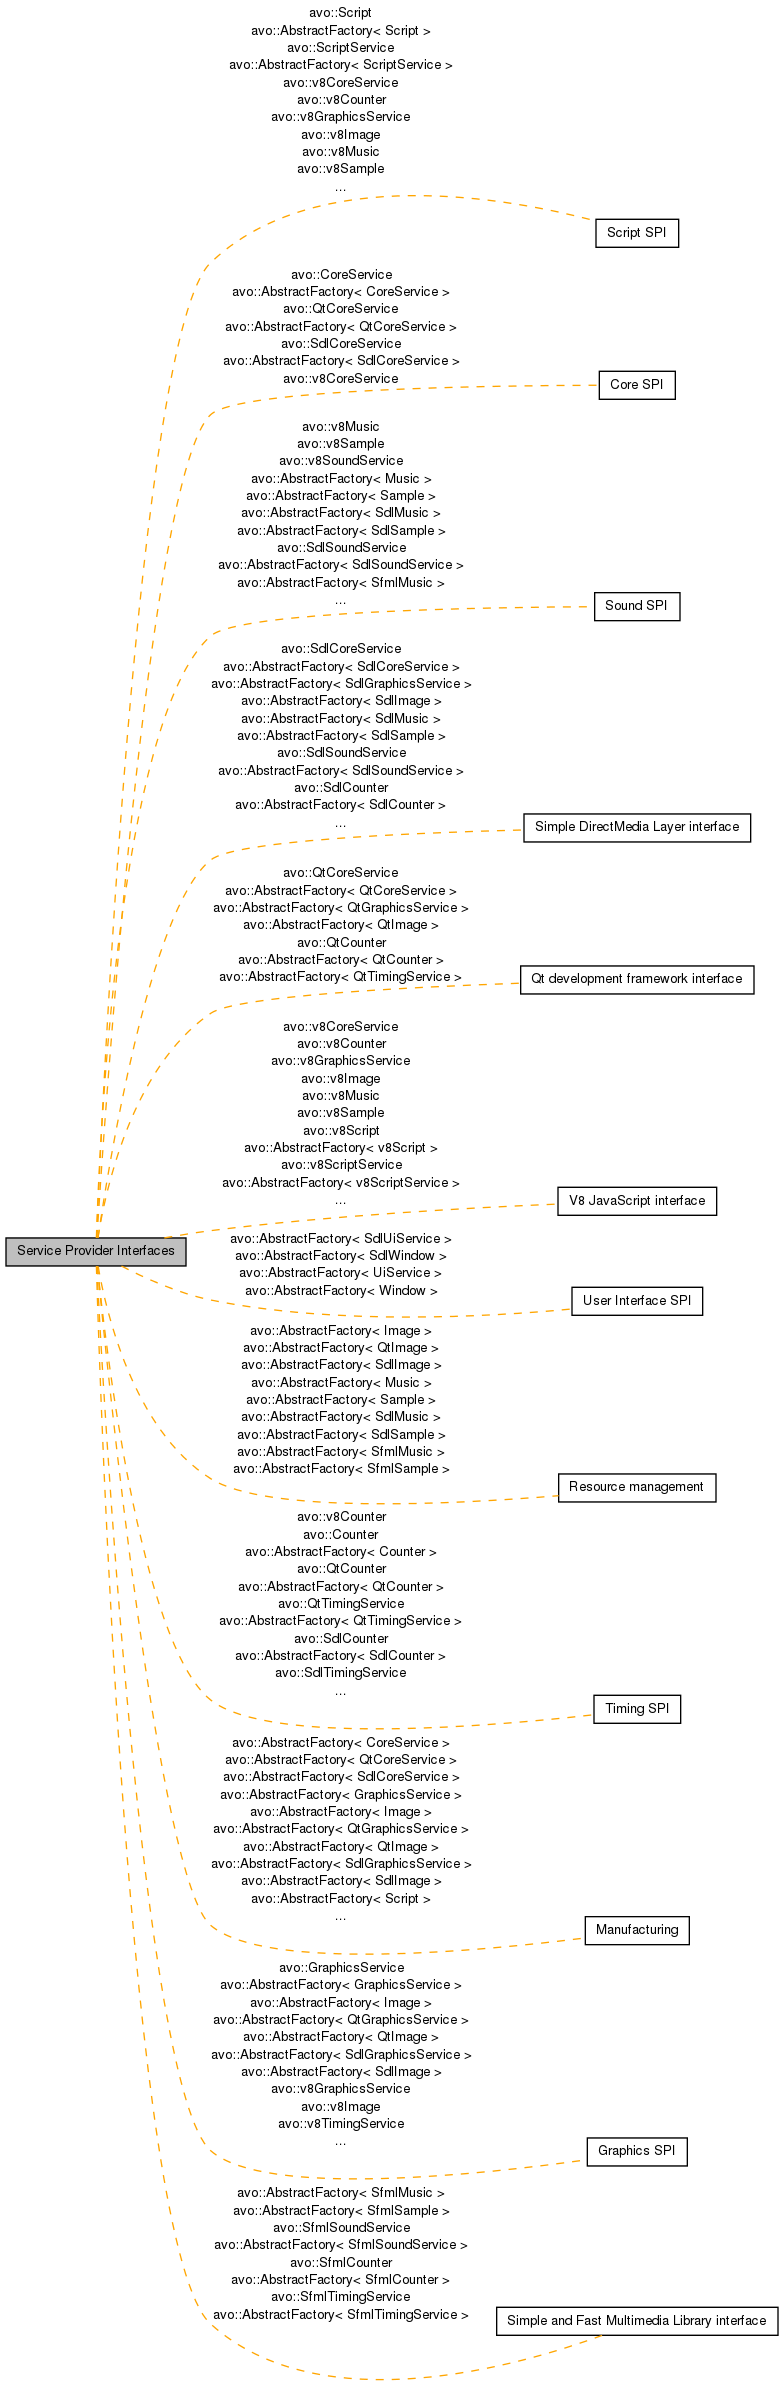 avo::Script
avo::AbstractFactory< Script >
avo::ScriptService
avo::AbstractFactory< ScriptService >
avo::v8CoreService
avo::v8Counter
avo::v8GraphicsService
avo::v8Image
avo::v8Music
avo::v8Sample
...
Script SPI
avo::CoreService
avo::AbstractFactory< CoreService >
avo::QtCoreService
avo::AbstractFactory< QtCoreService >
avo::SdlCoreService
avo::AbstractFactory< SdlCoreService >
avo::v8CoreService
Core SPI
avo::v8Music
avo::v8Sample
avo::v8SoundService
avo::AbstractFactory< Music >
avo::AbstractFactory< Sample >
avo::AbstractFactory< SdlMusic >
avo::AbstractFactory< SdlSample >
avo::SdlSoundService
avo::AbstractFactory< SdlSoundService >
avo::AbstractFactory< SfmlMusic >
...
Sound SPI
avo::SdlCoreService
avo::AbstractFactory< SdlCoreService >
avo::AbstractFactory< SdlGraphicsService >
avo::AbstractFactory< SdlImage >
avo::AbstractFactory< SdlMusic >
avo::AbstractFactory< SdlSample >
avo::SdlSoundService
avo::AbstractFactory< SdlSoundService >
avo::SdlCounter
avo::AbstractFactory< SdlCounter >
...
Simple DirectMedia Layer interface
avo::QtCoreService
avo::AbstractFactory< QtCoreService >
avo::AbstractFactory< QtGraphicsService >
avo::AbstractFactory< QtImage >
avo::QtCounter
avo::AbstractFactory< QtCounter >
avo::AbstractFactory< QtTimingService >
Qt development framework interface
avo::v8CoreService
avo::v8Counter
avo::v8GraphicsService
avo::v8Image
avo::v8Music
avo::v8Sample
avo::v8Script
avo::AbstractFactory< v8Script >
avo::v8ScriptService
avo::AbstractFactory< v8ScriptService >
...
V8 JavaScript interface
Service Provider Interfaces
avo::AbstractFactory< SdlUiService >
avo::AbstractFactory< SdlWindow >
avo::AbstractFactory< UiService >
avo::AbstractFactory< Window >
User Interface SPI
avo::AbstractFactory< Image >
avo::AbstractFactory< QtImage >
avo::AbstractFactory< SdlImage >
avo::AbstractFactory< Music >
avo::AbstractFactory< Sample >
avo::AbstractFactory< SdlMusic >
avo::AbstractFactory< SdlSample >
avo::AbstractFactory< SfmlMusic >
avo::AbstractFactory< SfmlSample >
Resource management
avo::v8Counter
avo::Counter
avo::AbstractFactory< Counter >
avo::QtCounter
avo::AbstractFactory< QtCounter >
avo::QtTimingService
avo::AbstractFactory< QtTimingService >
avo::SdlCounter
avo::AbstractFactory< SdlCounter >
avo::SdlTimingService
...
Timing SPI
avo::AbstractFactory< CoreService >
avo::AbstractFactory< QtCoreService >
avo::AbstractFactory< SdlCoreService >
avo::AbstractFactory< GraphicsService >
avo::AbstractFactory< Image >
avo::AbstractFactory< QtGraphicsService >
avo::AbstractFactory< QtImage >
avo::AbstractFactory< SdlGraphicsService >
avo::AbstractFactory< SdlImage >
avo::AbstractFactory< Script >
...
Manufacturing
avo::GraphicsService
avo::AbstractFactory< GraphicsService >
avo::AbstractFactory< Image >
avo::AbstractFactory< QtGraphicsService >
avo::AbstractFactory< QtImage >
avo::AbstractFactory< SdlGraphicsService >
avo::AbstractFactory< SdlImage >
avo::v8GraphicsService
avo::v8Image
avo::v8TimingService
...
Graphics SPI
avo::AbstractFactory< SfmlMusic >
avo::AbstractFactory< SfmlSample >
avo::SfmlSoundService
avo::AbstractFactory< SfmlSoundService >
avo::SfmlCounter
avo::AbstractFactory< SfmlCounter >
avo::SfmlTimingService
avo::AbstractFactory< SfmlTimingService >
Simple and Fast Multimedia Library interface